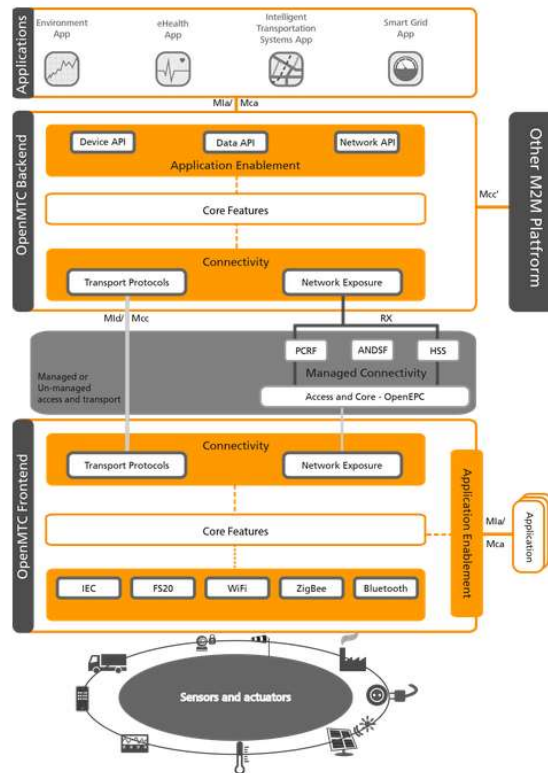 Applications
Environment
App
eHealth
App
Intelligent
Transportation
Systems App
Smart Grid
App
MIa/ Mca
OpenMTC Backend
Device API
Data API
Network API
Application Enablement
Core Features
Connectivity
Transport Protocols
Network Exposure
Mcc'
Other M2M Platfrorm
MId/ Mcc
RX
PCRF
ANDSF
HSS
Managed Connectivity
Managed or
Un-managed
access and transport
Access and Core - OpenEPC
OpenMTC Frontend
Connectivity
Transport Protocols
Network Exposure
Core Features
Application Enablement
MIa/
Mca
Application
IEC
FS20
WiFi
ZigBee
Bluetooth
Sensors and actuators